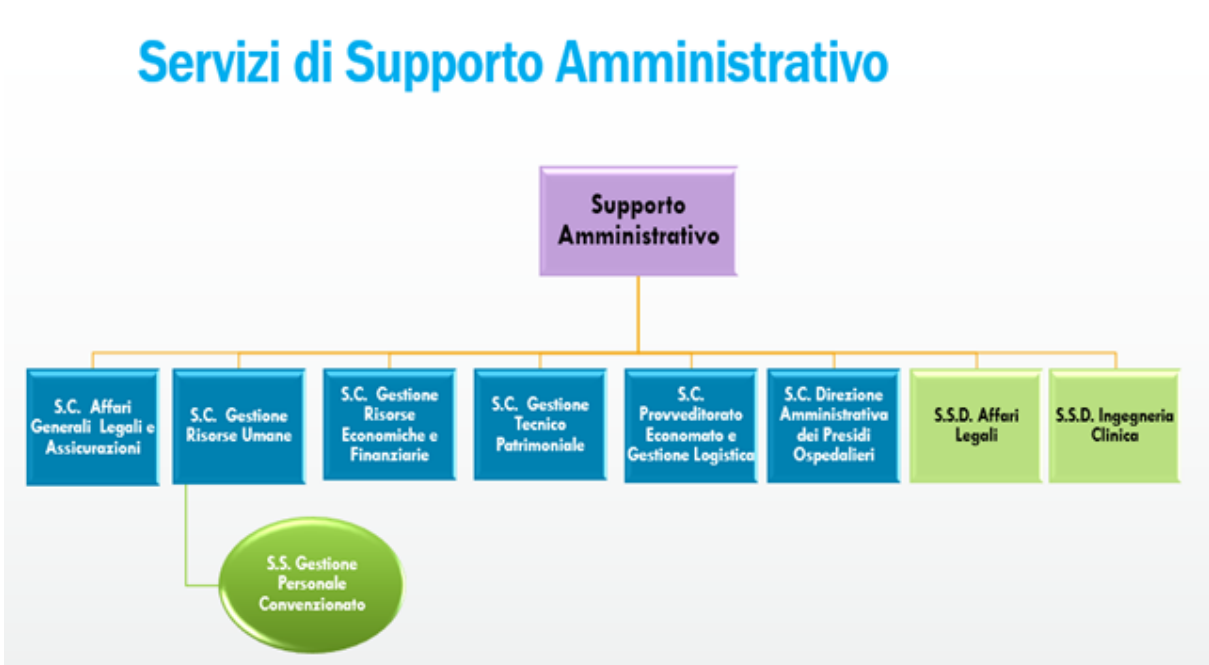 Servizi di Supporto Amministrativo
Supporto
Amministrativo
S.C. Affari
Generali Legali e
Assicurazioni
S.C. Gestione
Risorse Umane
S.C. Gestione
Risorse
Economiche e
Finanziarie
S.C. Gestione
Tecnico
Patrimoniale
S.C.
Provveditorato
Economato e
Gestione Logistica
S.C. Direzione
Amministrativa
dei Presidi
Ospedalieri
S.S.D. Affari
Legali
S.S.D. Ingegneria
Clinica
S.S. Gestione
Personale
Convenzionato